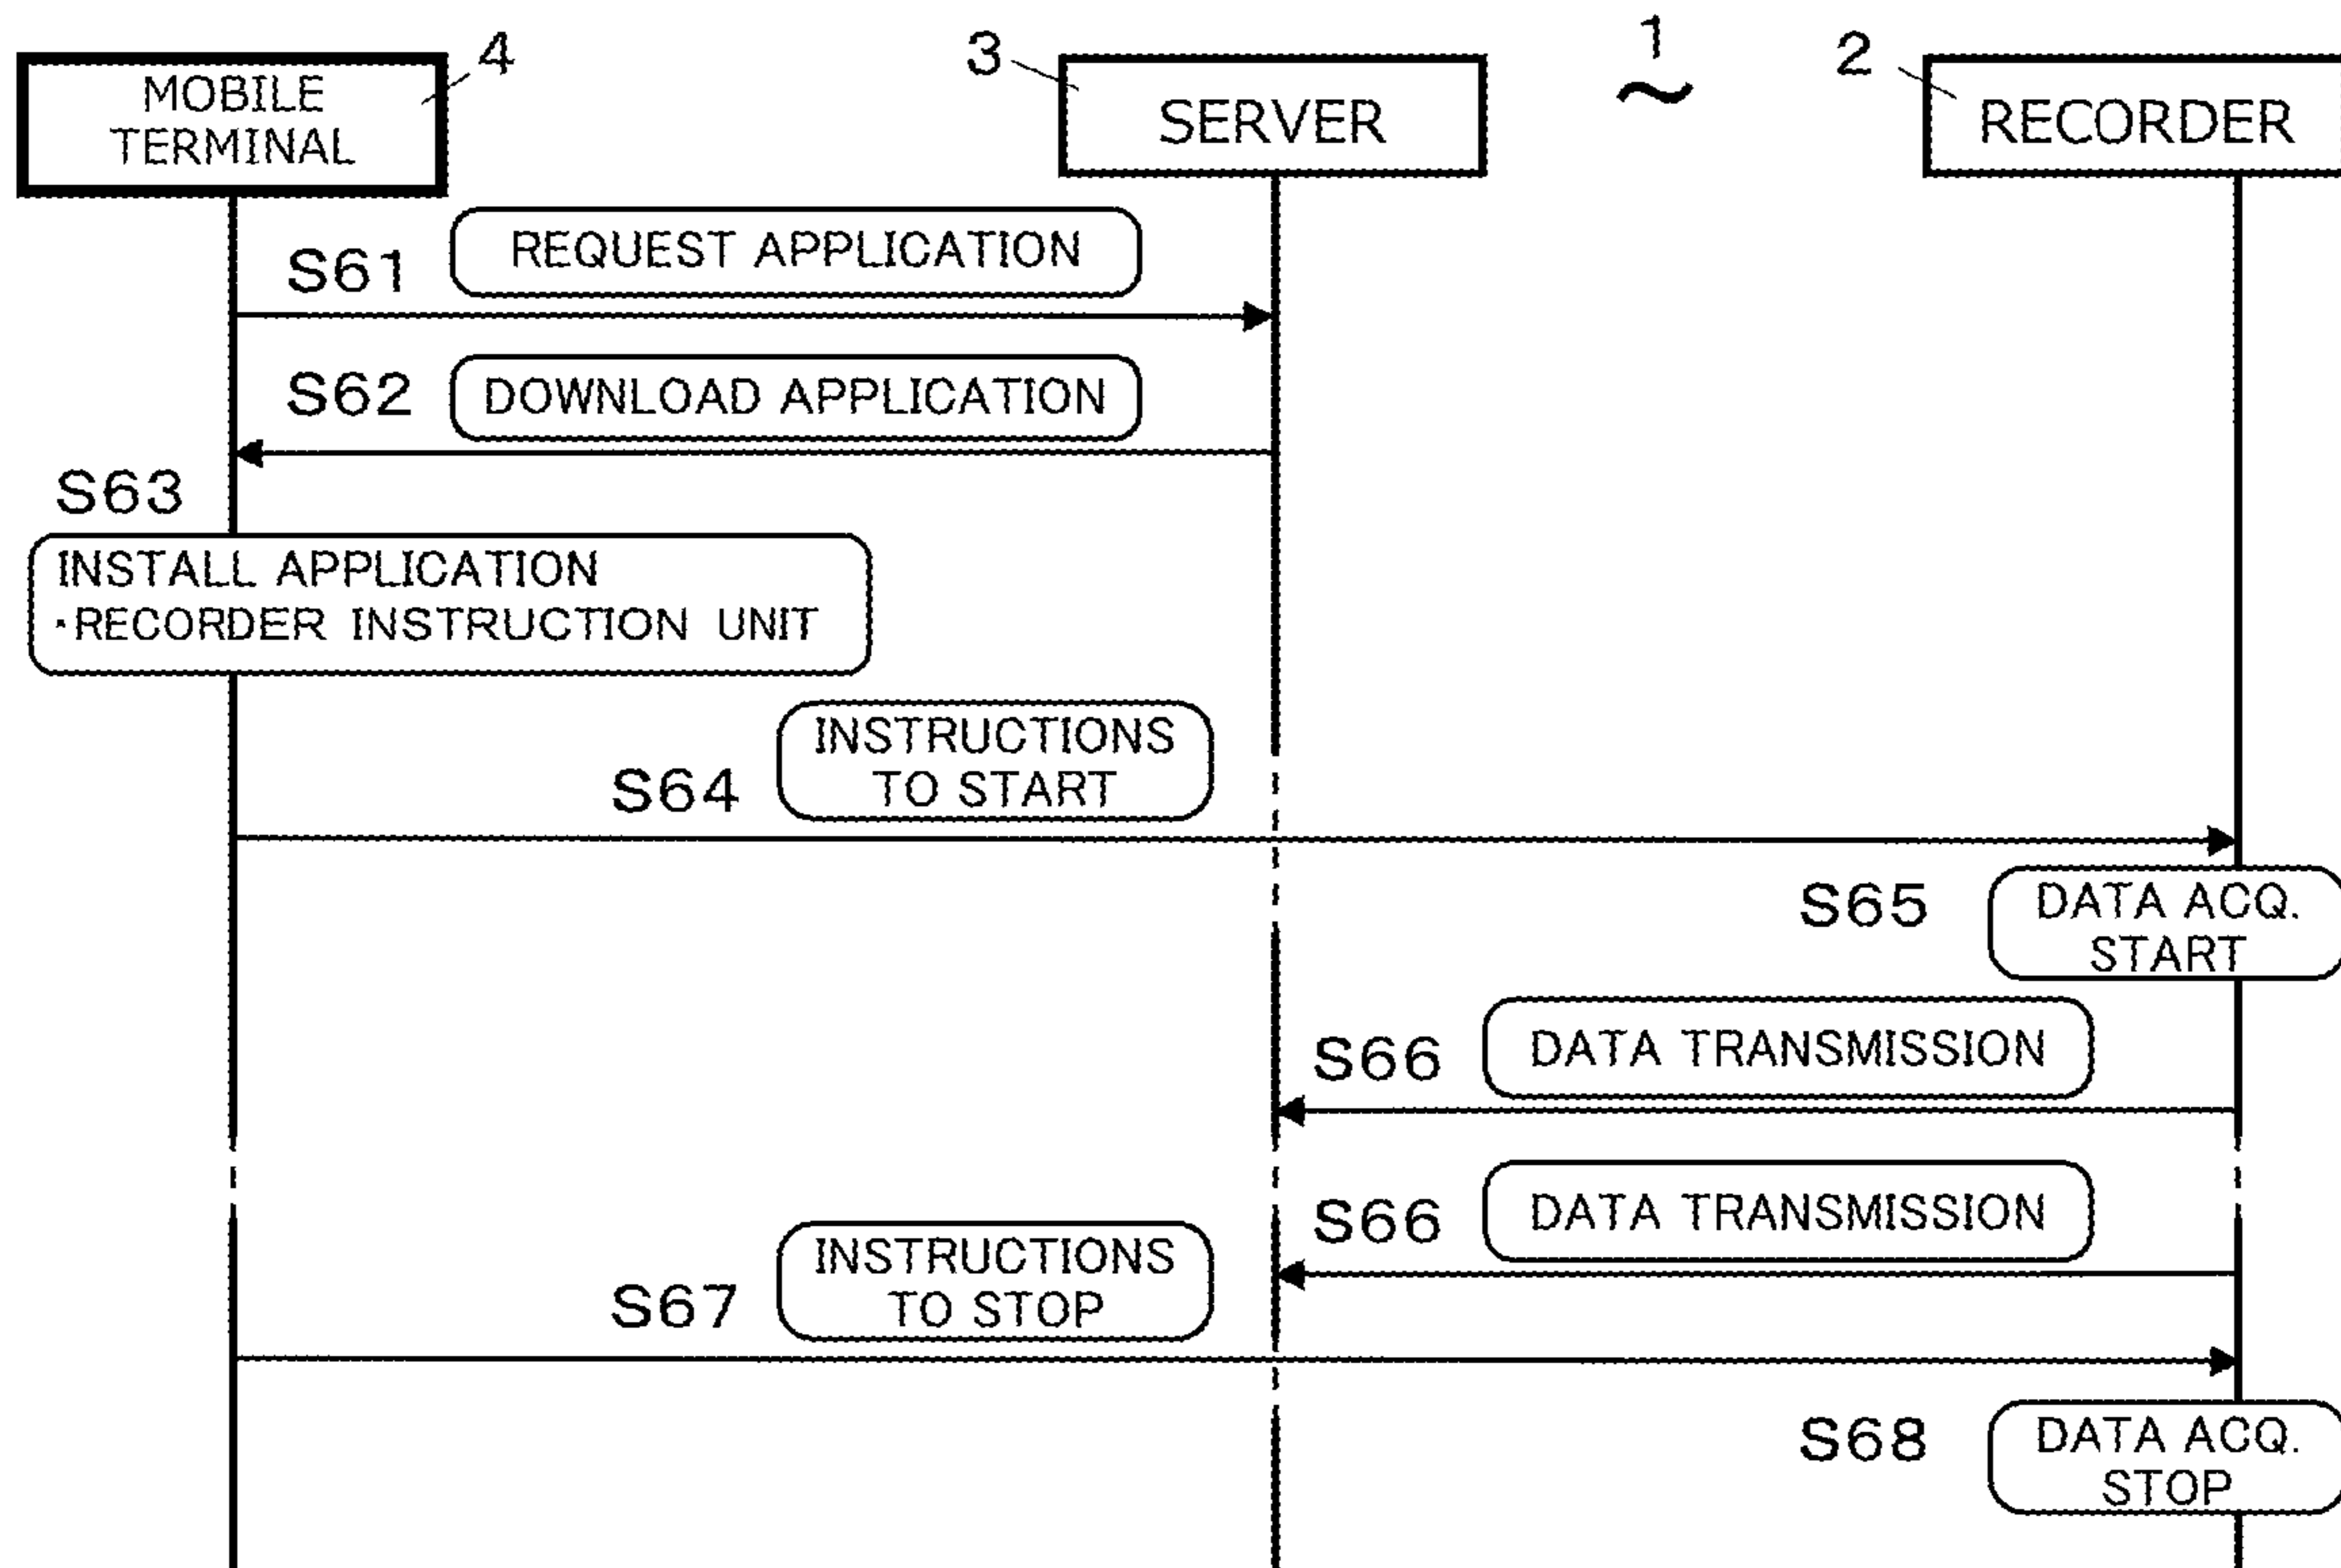 1
4
3
2
MOBILE
TERMINAL
SERVER
RECORDER
S61
REQUEST APPLICATION
S62
DOWNLOAD APPLICATION
S63
INSTALL APPLICATION
・RECORDER INSTRUCTION UNIT
S64
INSTRUCTIONS
TO START
S65
DATA ACQ.
START
S66
DATA TRANSMISSION
S66
DATA TRANSMISSION
S67
INSTRUCTIONS
TO STOP
S68
DATA ACQ.
STOP